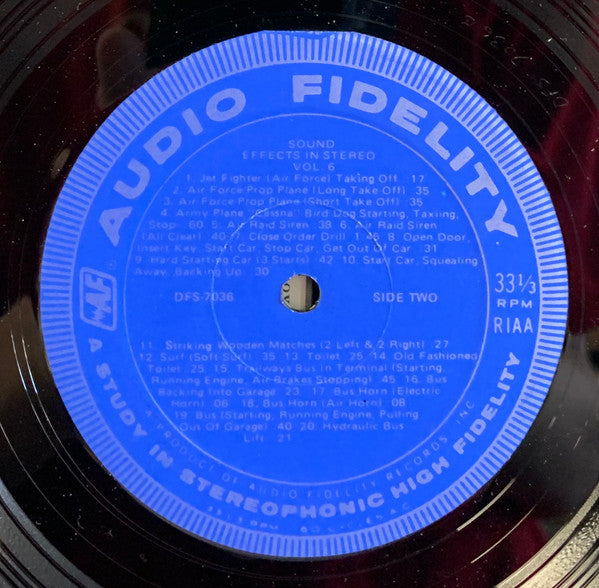 AUDIO FIDELITY
SOUND
EFFECTS IN STEREO
VOL. 6
1. Jet Fighter (Air Force) Taking Off .17
2. Air Force Prop Plane (Long Take Off) .35
3. Air Force Prop Plane (Short Take Off) .35
4. Army Plane, (Cessna) Bird Dog Starting, Taxiing,
Stop .60 5. Air Raid Siren .38 6. Air Raid Siren
(All Clear) .40 7. Close Order Drill 1.45 8. Open Door,
Insert Key, Start Car, Stop Car, Get Out Of Car .31
9. Hard Starting Car (3 Starts) .42 10. Start Car, Squealing
Away, Backing Up .30
DFS-7036
SIDE TWO
33 1/3
RPM
RIAA
AF
®
11. Striking Wooden Matches (2 Left & 2 Right) .27
12. Surf (Soft Surf) .35 13. Toilet .25 14. Old Fashioned
Toilet .25 15. Trailways Bus in Terminal (Starting,
Running Engine, Air Brakes Stopping) .45 16. Bus
Backing Into Garage .23 17. Bus Horn (Electric
Horn) .06 18. Bus Horn (Air Horn) .08
19. Bus (Starting, Running Engine, Pulling
Out Of Garage) .40 20. Hydraulic Bus
Lift .21
A PRODUCT OF AUDIO FIDELITY RECORDS, INC.
A STUDY IN STEREOPHONIC HIGH FIDELITY